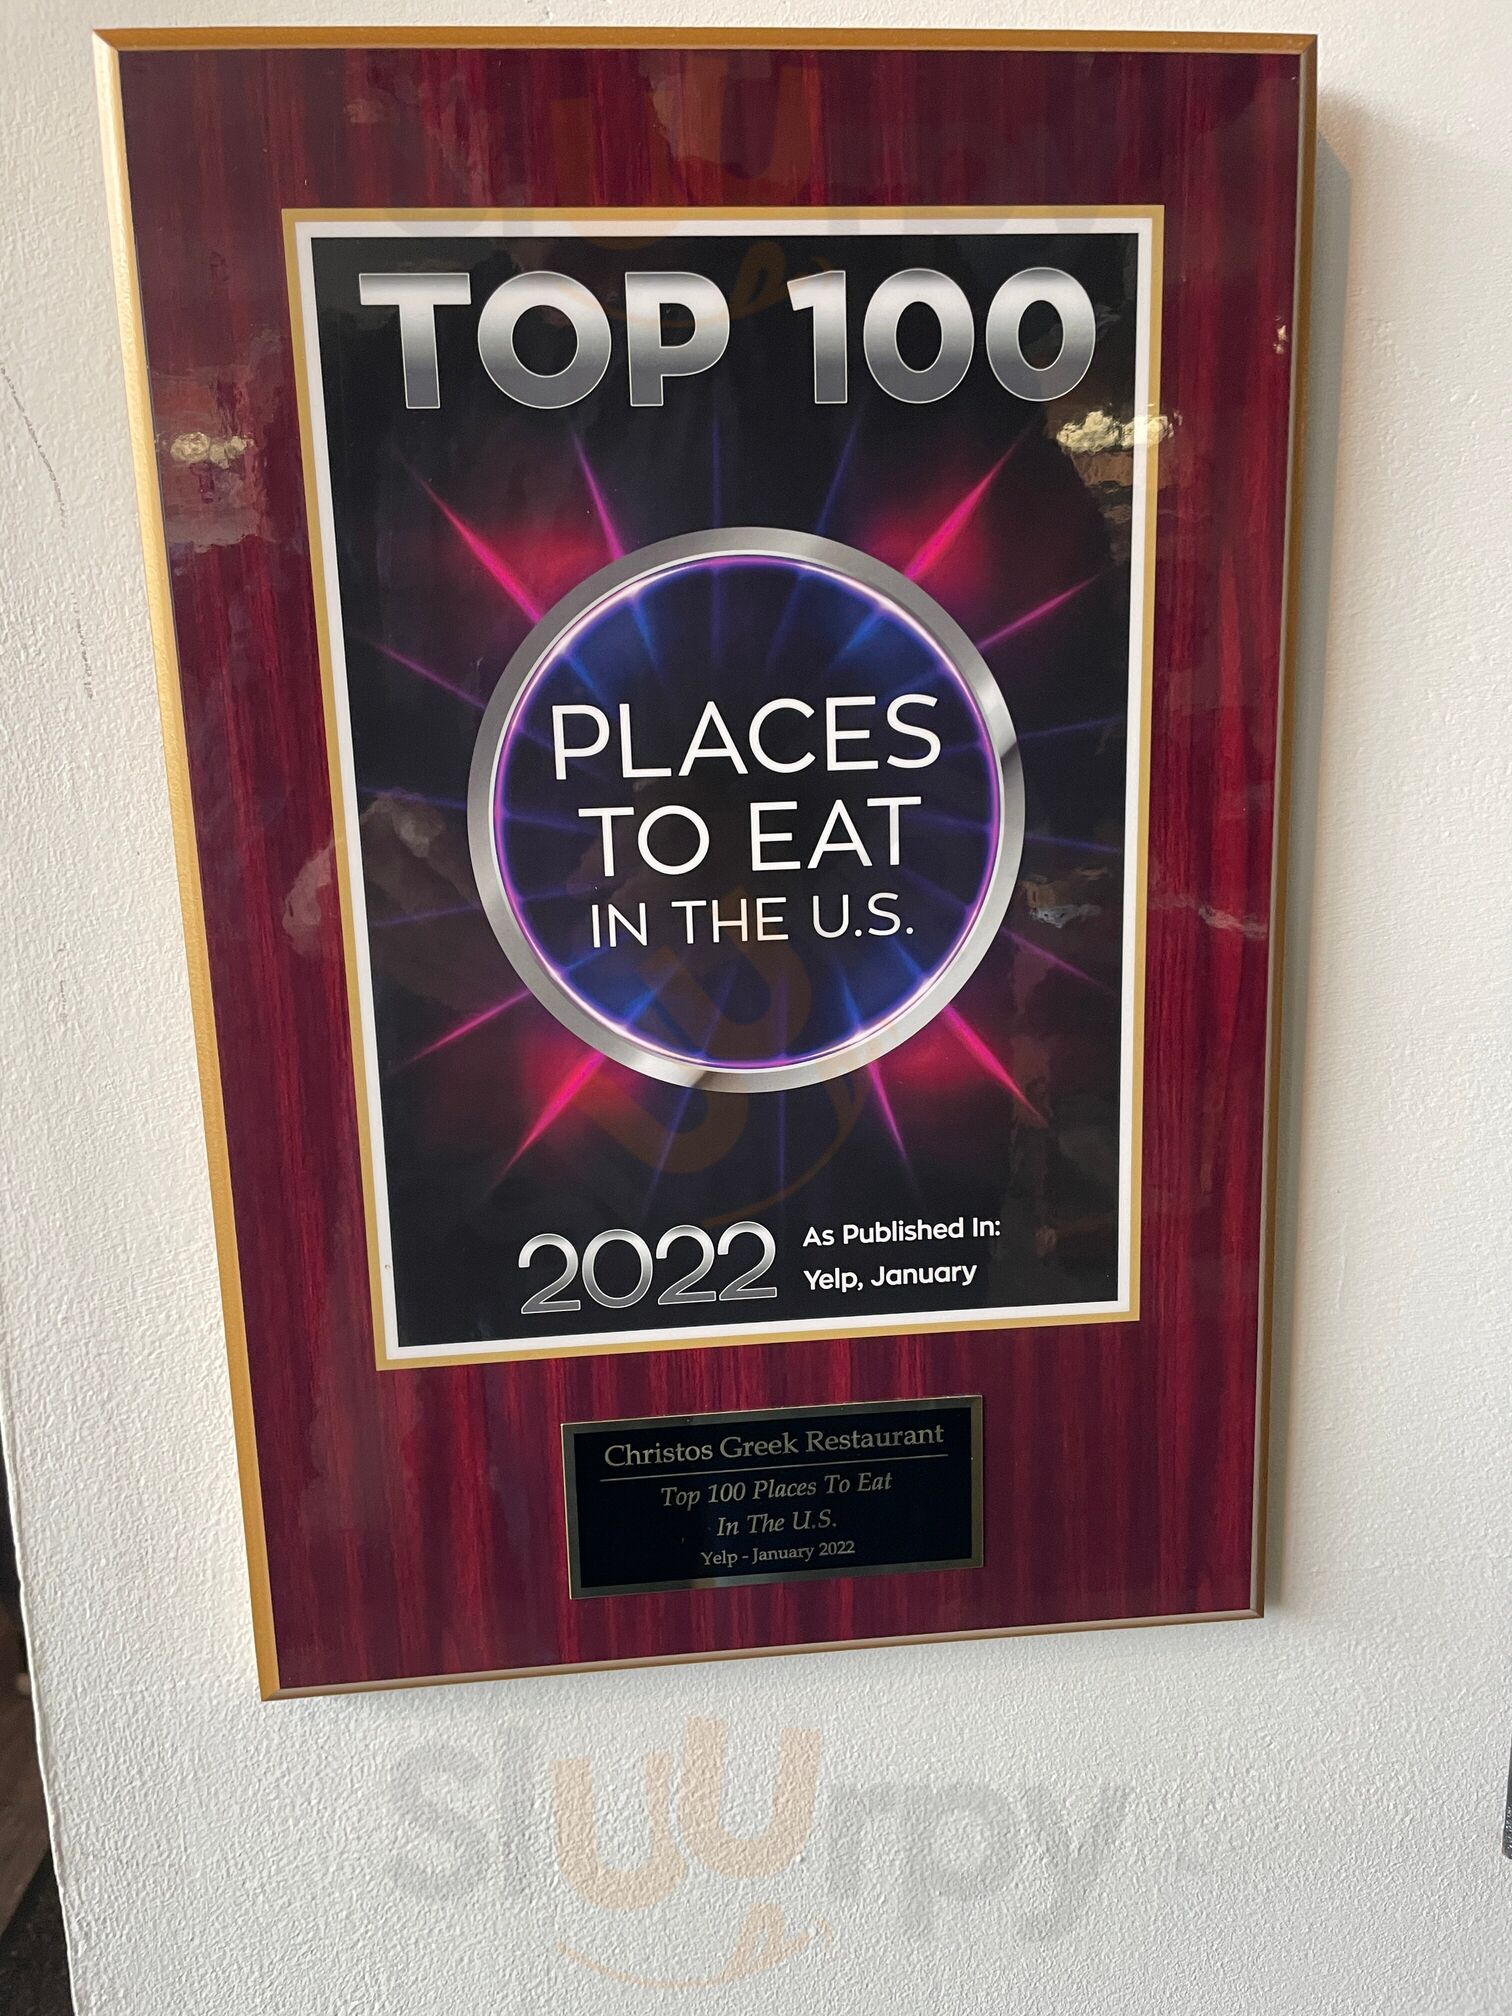 TOP 100
PLACES
TO EAT
IN THE U.S.
2022
As Published In:
Yelp, January
Christos Greek Restaurant
Top 100 Places To Eat
In The U.S.
Yelp - January 2022
Sluurpy